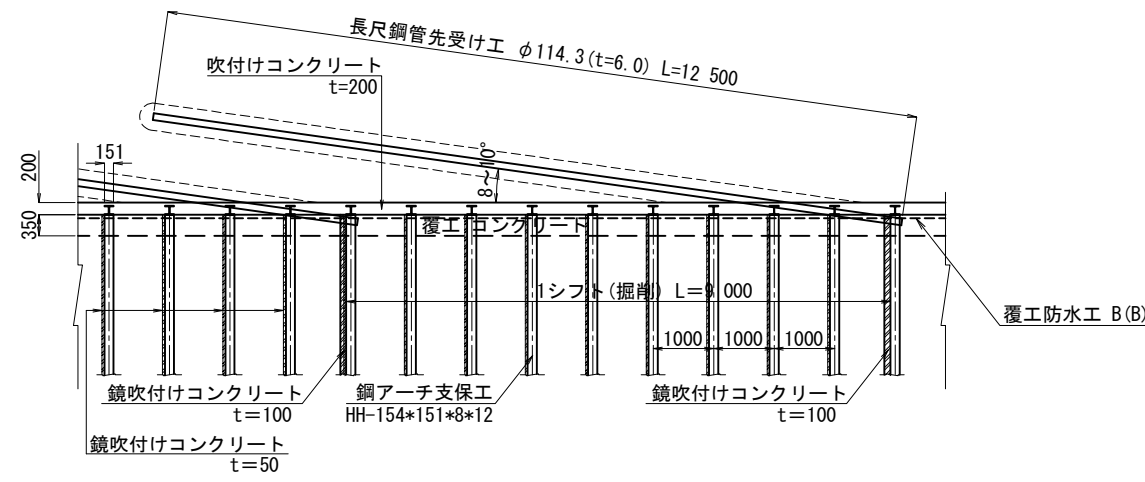 長尺鋼管先受け工 φ114.3(t=6.0) L=12 500
吹付けコンクリート
t=200
151
200
8～10°
350
覆工コンクリート
1シフト(掘削) L=9 000
覆工防水工 B(B)
1000 1000 1000
鏡吹付けコンクリート
t=100
鋼アーチ支保工
HH-154*151*8*12
鏡吹付けコンクリート
t=100
鏡吹付けコンクリート
t=50